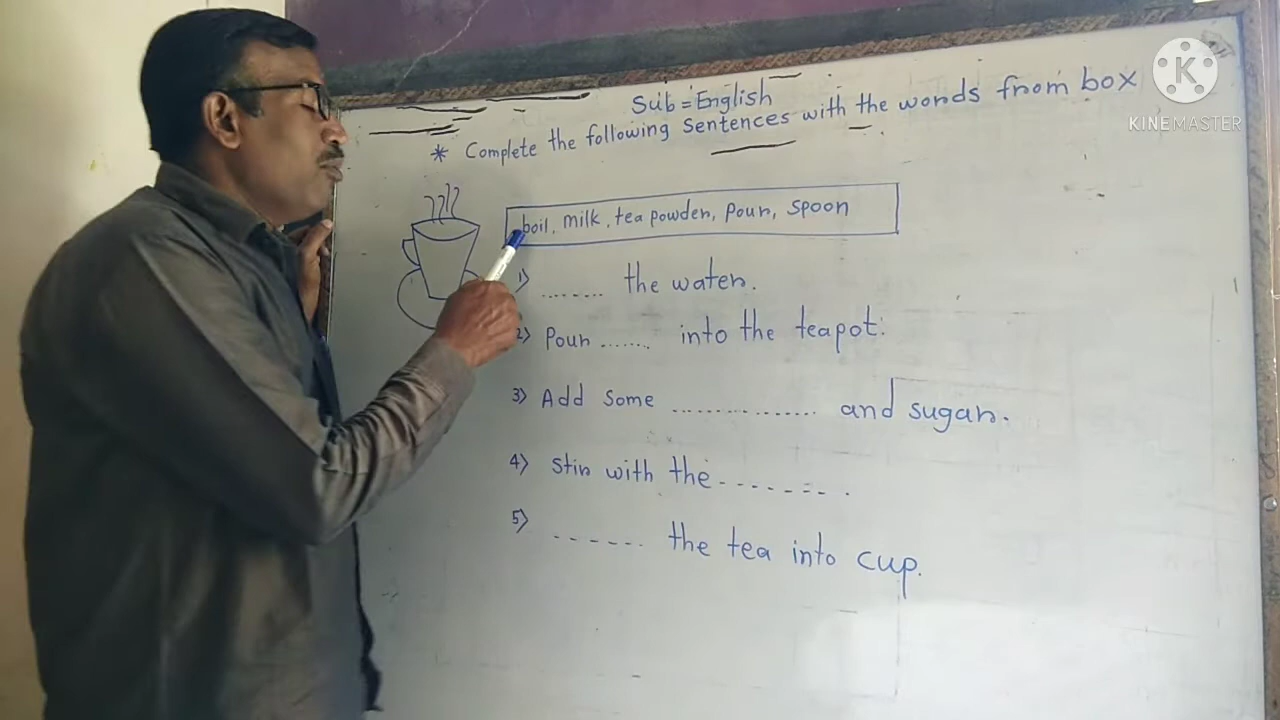 Sub = English
* Complete the following Sentences with the words from box
boil, milk, tea powder, pour, spoon
1) ........ the water.
2) Pour ....... into the teapot.
3) Add some ................ and sugar.
4) Stir with the - - - - - - - .
5) - - - - - - the tea into cup.
K
KINEMASTER